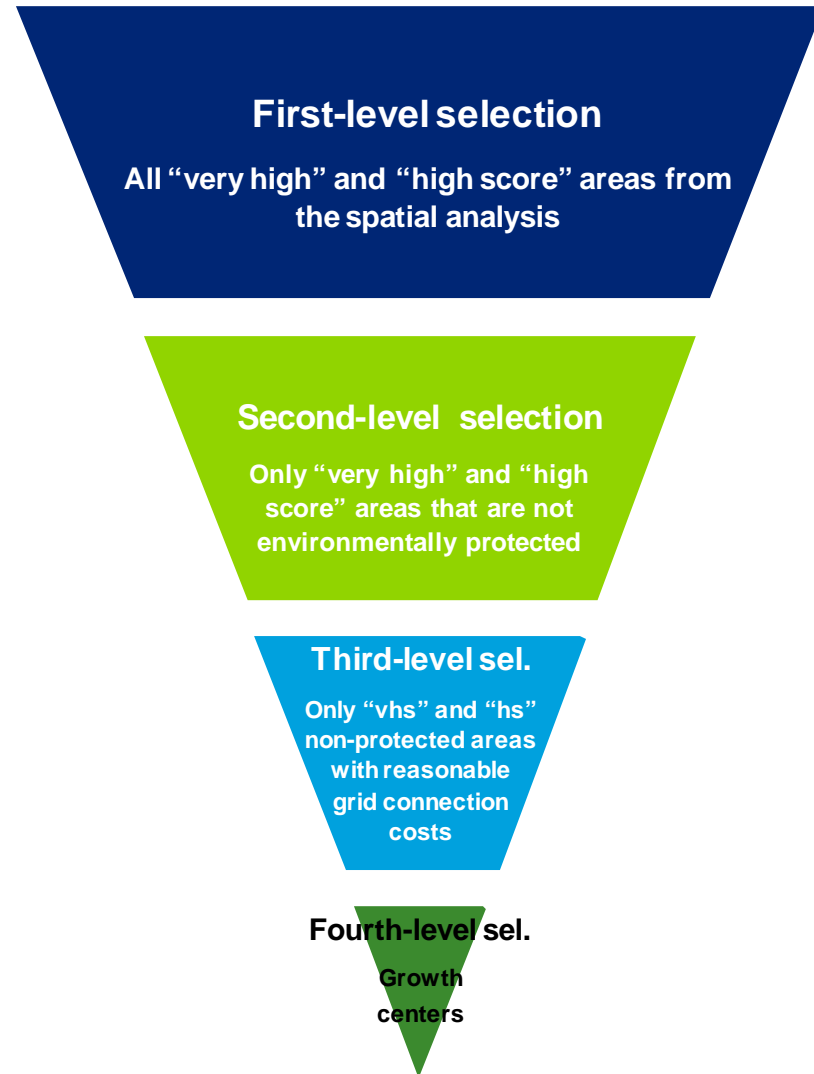 First-level selection
All “very high” and “high score” areas from
the spatial analysis
Second-level selection
Only “very high” and “high
score” areas that are not
environmentally protected
Third-level sel.
Only “vhs” and “hs”
non-protected areas
with reasonable
grid connection
costs
Fourth-level sel.
Growth
centers